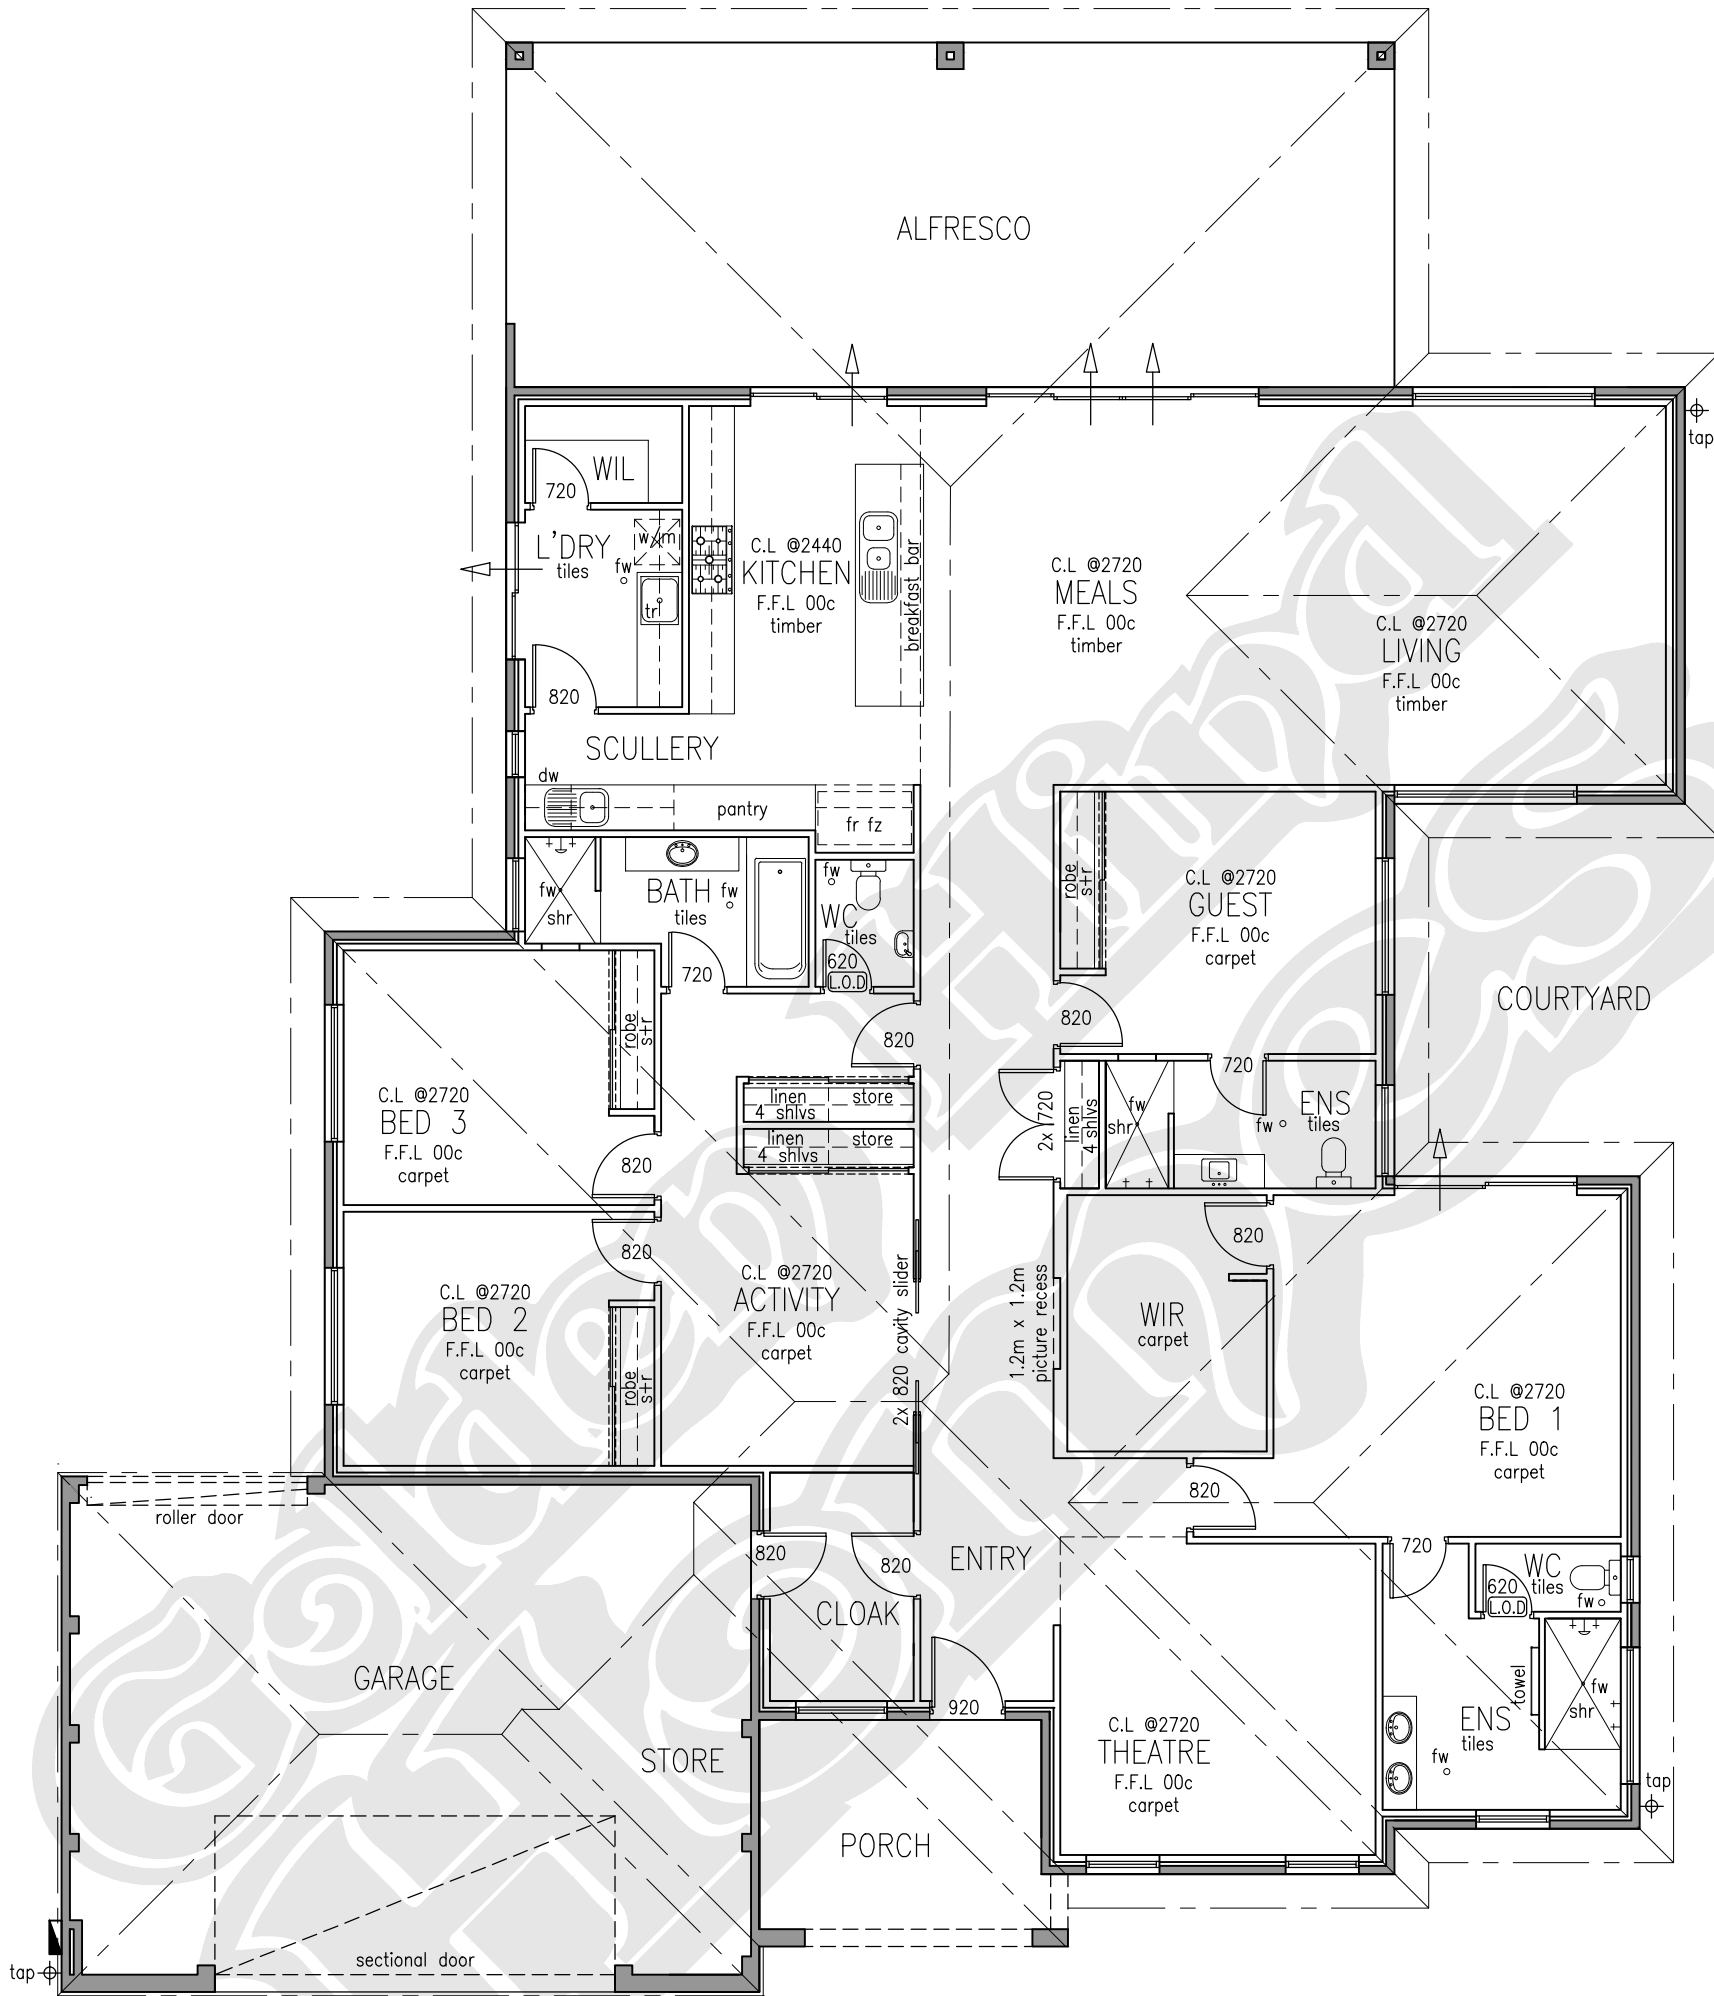 ALFRESCO
tap
WIL
720
L'DRY
tiles
w/m
fw
tr
820
C.L @2440
KITCHEN
F.F.L 00c
timber
breakfast bar
C.L @2720
MEALS
F.F.L 00c
timber
C.L @2720
LIVING
F.F.L 00c
timber
SCULLERY
dw
pantry
fr fz
fw
shr
BATH
tiles
fw
720
fw
WC
tiles
620
L.O.D
robe
s+r
C.L @2720
GUEST
F.F.L 00c
carpet
COURTYARD
820
820
robe
s+r
C.L @2720
BED 3
F.F.L 00c
carpet
820
linen
4 shlvs
store
linen
4 shlvs
store
2x 720
linen
4 shlvs
fw
shr
720
fw
ENS
tiles
820
C.L @2720
BED 2
F.F.L 00c
carpet
robe
s+r
C.L @2720
ACTIVITY
F.F.L 00c
carpet
2x 820 cavity slider
1.2m x 1.2m
picture recess
WIR
carpet
820
C.L @2720
BED 1
F.F.L 00c
carpet
820
roller door
820
820
CLOAK
ENTRY
720
WC
tiles
620
L.O.D
fw
GARAGE
STORE
920
C.L @2720
THEATRE
F.F.L 00c
carpet
towel
fw
shr
ENS
tiles
fw
tap
PORCH
sectional door
tap
Golden Hind
Homes